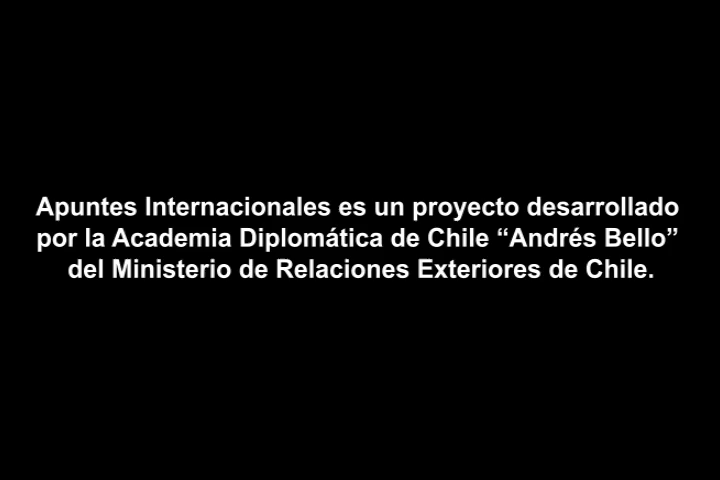 Apuntes Internacionales es un proyecto desarrollado
por la Academia Diplomática de Chile “Andrés Bello”
del Ministerio de Relaciones Exteriores de Chile.